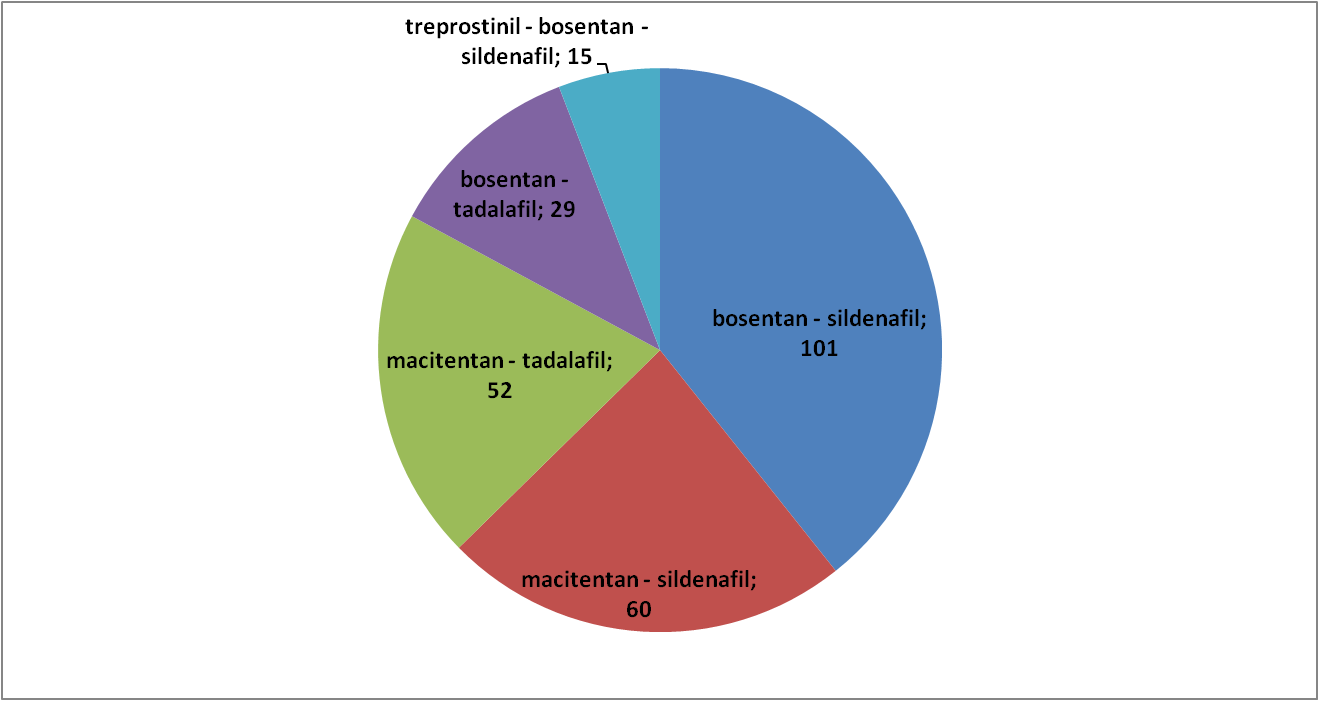 treprostinil - bosentan -
sildenafil; 15
bosentan -
tadalafil; 29
bosentan - sildenafil;
101
macitentan - tadalafil;
52
macitentan - sildenafil;
60